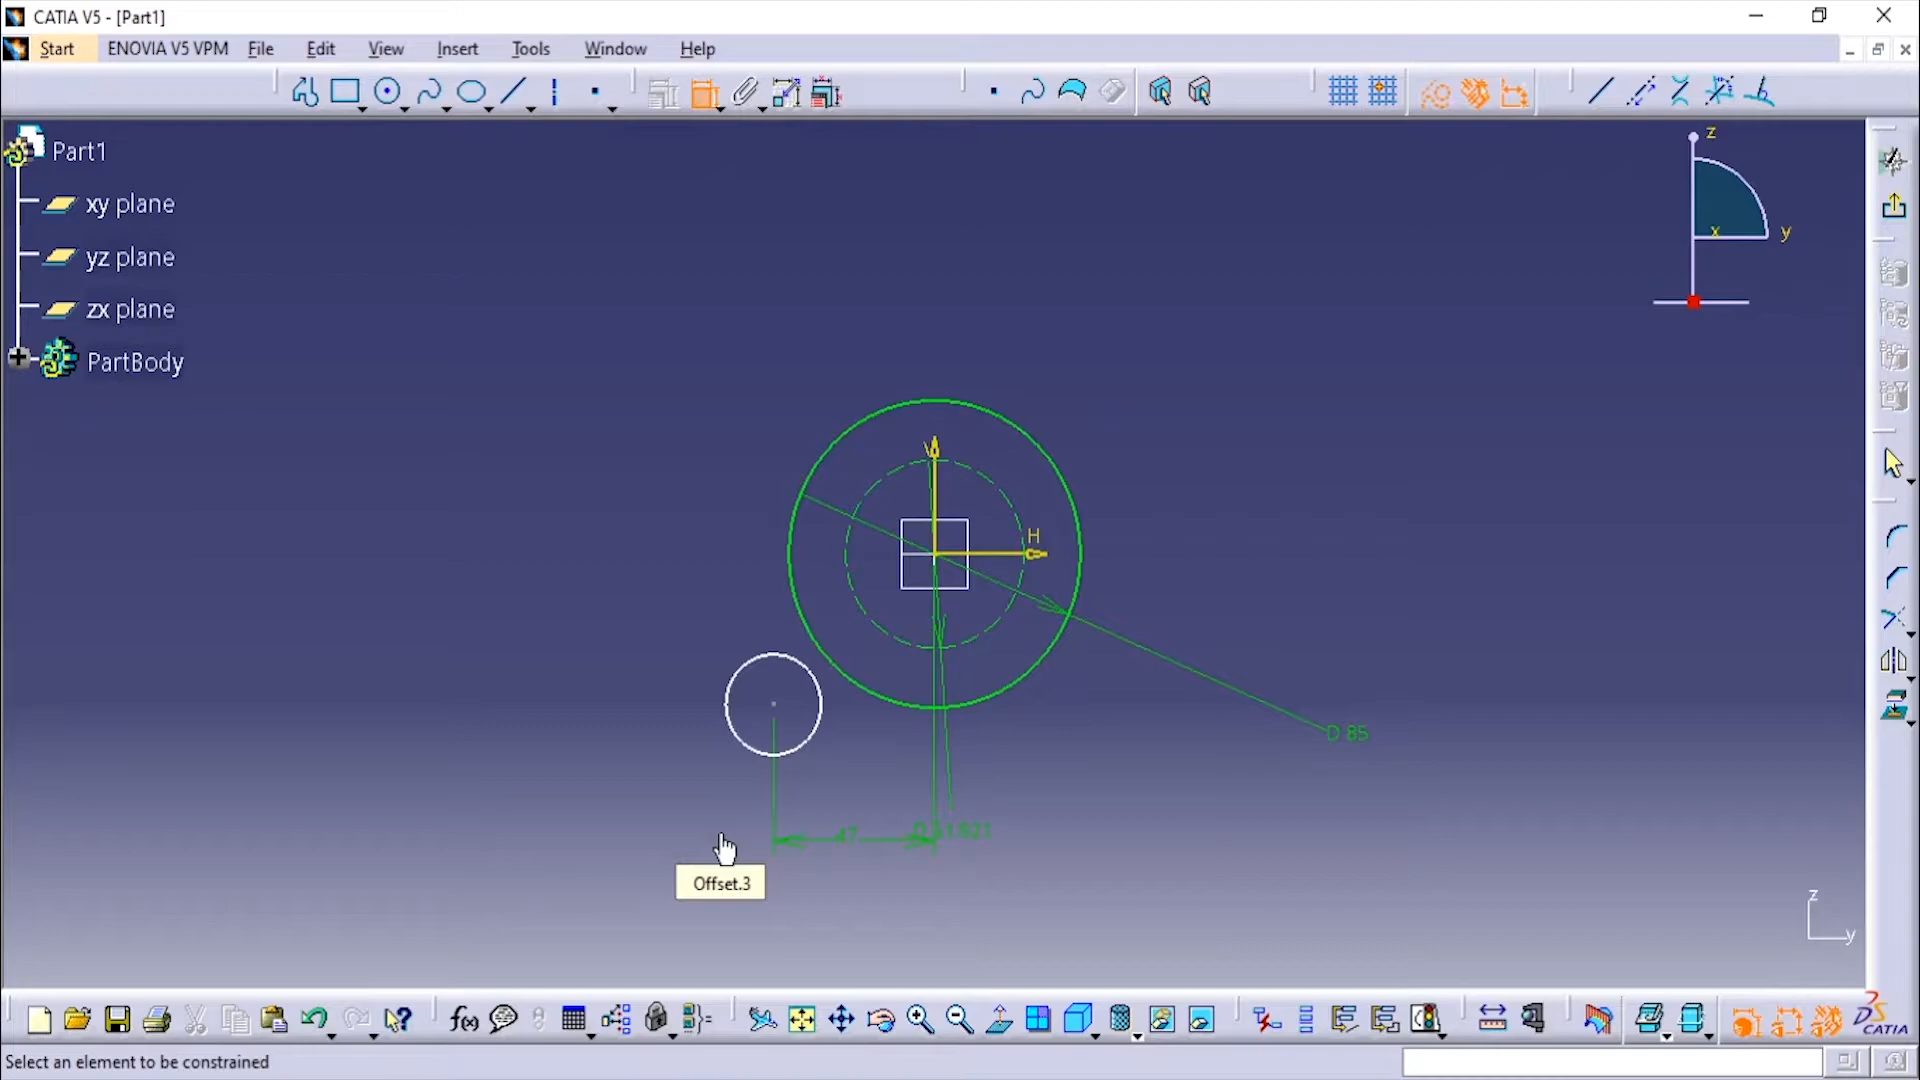 CATIA V5 - [Part1]
Start ENOVIA V5 VPM File Edit View Insert Tools Window Help
Part1
xy plane
yz plane
zx plane
PartBody
z
x
y
V
H
D 85
47
Offset.3
z
y
f(x)
CATIA
Select an element to be constrained